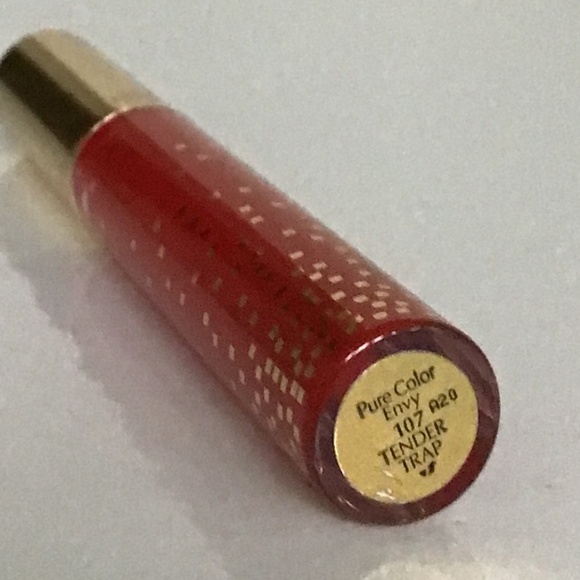 Pure Color
Envy
107 A20
TENDER
TRAP